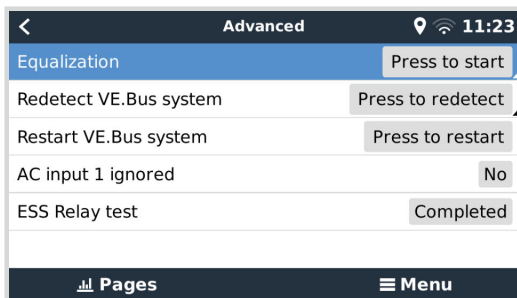 Advanced 11:23
Equalization Press to start
Redetect VE.Bus system Press to redetect
Restart VE.Bus system Press to restart
AC input 1 ignored No
ESS Relay test Completed
Pages Menu